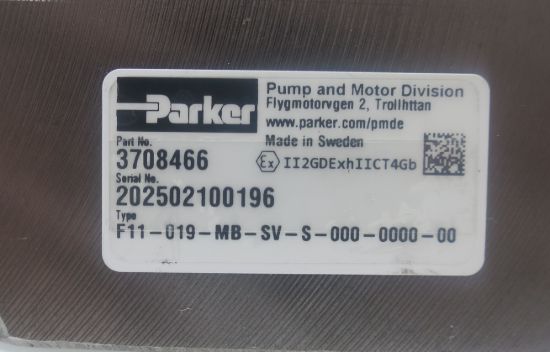 Parker
Pump and Motor Division
Flygmotorvgen 2, Trollhttan
www.parker.com/pmde
Part No.
Made in Sweden
3708466
Ex II2GDExhIICT4Gb
Serial No.
202502100196
Type
F11-019-MB-SV-S-000-0000-00